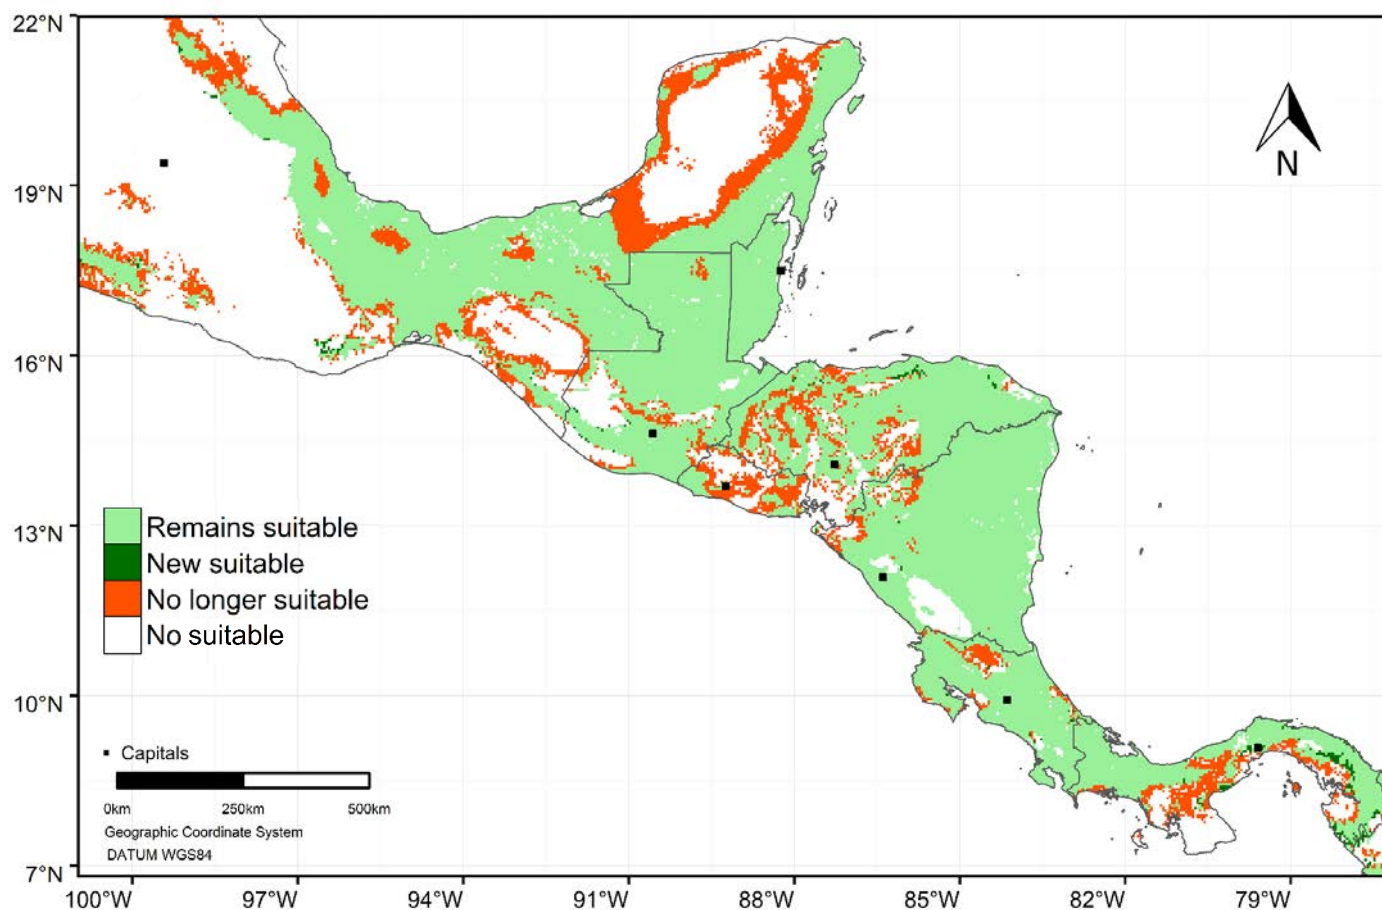 22°N
19°N
16°N
13°N
10°N
7°N
N
Remains suitable
New suitable
No longer suitable
No suitable
Capitals
0km 250km 500km
Geographic Coordinate System
DATUM WGS84
100°W 97°W 94°W 91°W 88°W 85°W 82°W 79°W